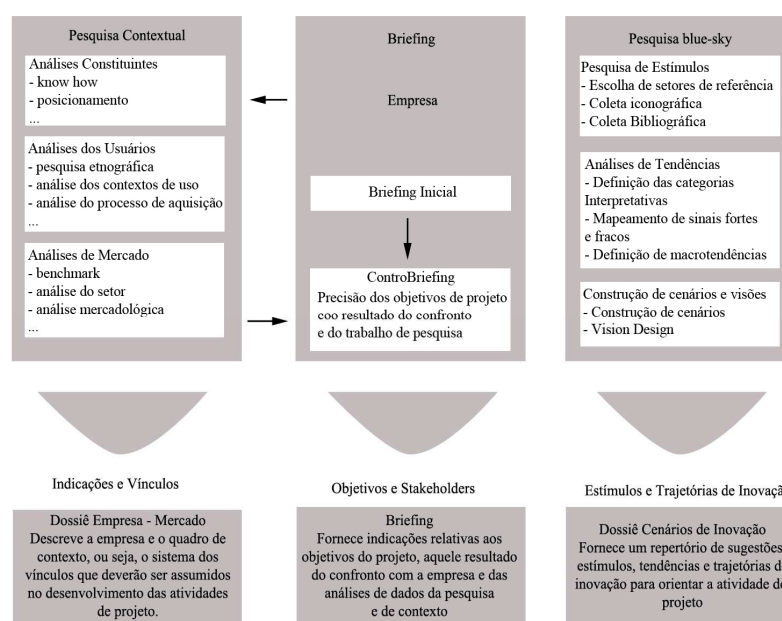 Pesquisa Contextual
Análises Constituintes
- know how
- posicionamento
...
Análises dos Usuários
- pesquisa etnográfica
- análise dos contextos de uso
- análise do processo de aquisição
...
Análises de Mercado
- benchmark
- análise do setor
- análise mercadológica
...
Briefing
Empresa
Briefing Inicial
ControBriefing
Precisão dos objetivos de projeto
coo resultado do confronto
e do trabalho de pesquisa
Pesquisa blue-sky
Pesquisa de Estímulos
- Escolha de setores de referência
- Coleta iconográfica
- Coleta Bibliográfica
Análises de Tendências
- Definição das categorias
Interpretativas
- Mapeamento de sinais fortes
e fracos
- Definição de macrotendências
Construção de cenários e visões
- Construção de cenários
- Vision Design
Indicações e Vínculos
Dossiê Empresa - Mercado
Descreve a empresa e o quadro de
contexto, ou seja, o sistema dos
vínculos que deverão ser assumidos
no desenvolvimento das atividades
de projeto.
Objetivos e Stakeholders
Briefing
Fornece indicações relativas aos
objetivos do projeto, aquele resultado
do confronto com a empresa e das
análises de dados da pesquisa
e de contexto
Estímulos e Trajetórias de
Dossiê Cenários de Inovação
Fornece um repertório de sugestões
estímulos, tendências e trajetórias
inovação para orientar a atividade
projeto